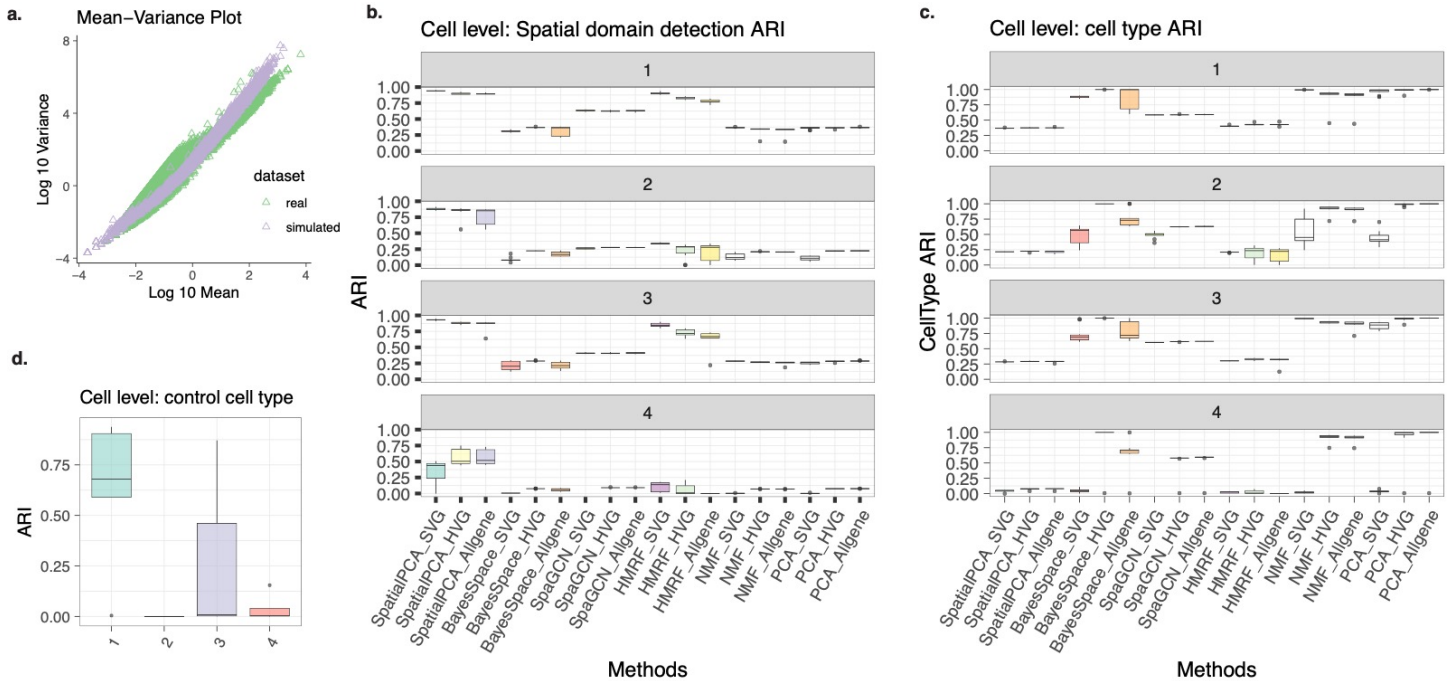 a.
Mean−Variance Plot
8
4
0
−4
Log 10 Variance
−4
−2
0
2
4
Log 10 Mean
dataset
real
simulated
b.
Cell level: Spatial domain detection ARI
1
1.00
0.75
0.50
0.25
0.00
2
1.00
0.75
0.50
0.25
0.00
3
1.00
0.75
0.50
0.25
0.00
4
1.00
0.75
0.50
0.25
0.00
ARI
SpatialPCA_SVG
SpatialPCA_HVG
SpatialPCA_Allgene
BayesSpace_SVG
BayesSpace_HVG
BayesSpace_Allgene
SpaGCN_SVG
SpaGCN_HVG
SpaGCN_Allgene
HMRF_SVG
HMRF_HVG
HMRF_Allgene
NMF_SVG
NMF_HVG
NMF_Allgene
PCA_SVG
PCA_HVG
PCA_Allgene
Methods
c.
Cell level: cell type ARI
1
1.00
0.75
0.50
0.25
0.00
2
1.00
0.75
0.50
0.25
0.00
3
1.00
0.75
0.50
0.25
0.00
4
1.00
0.75
0.50
0.25
0.00
CellType ARI
SpatialPCA_SVG
SpatialPCA_HVG
SpatialPCA_Allgene
BayesSpace_SVG
BayesSpace_HVG
BayesSpace_Allgene
SpaGCN_SVG
SpaGCN_HVG
SpaGCN_Allgene
HMRF_SVG
HMRF_HVG
HMRF_Allgene
NMF_SVG
NMF_HVG
NMF_Allgene
PCA_SVG
PCA_HVG
PCA_Allgene
Methods
d.
Cell level: control cell type
0.75
0.50
0.25
0.00
ARI
1
2
3
4